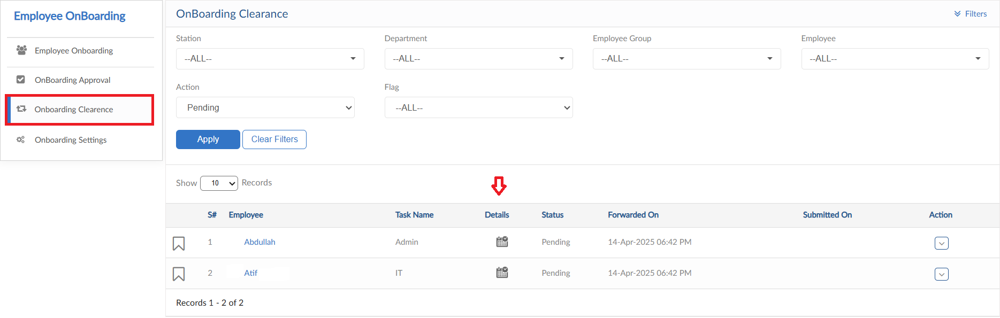 Employee OnBoarding
Employee Onboarding
OnBoarding Approval
Onboarding Clearence
Onboarding Settings
OnBoarding Clearance
Filters
Station
Department
Employee Group
Employee
--ALL--
--ALL--
--ALL--
--ALL--
Action
Flag
Pending
--ALL--
Apply
Clear Filters
Show 10 Records
S# Employee Task Name Details Status Forwarded On Submitted On Action
1 Abdullah Admin Pending 14-Apr-2025 06:42 PM
2 Atif IT Pending 14-Apr-2025 06:42 PM
Records 1 - 2 of 2